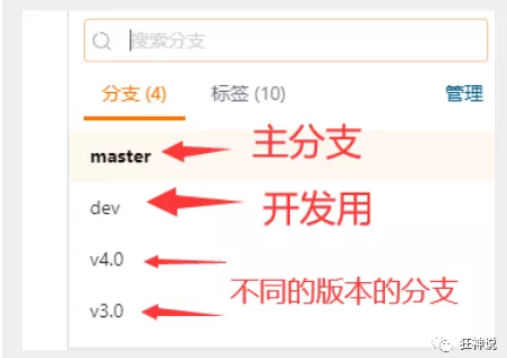 搜索分支
分支 (4) 标签 (10) 管理
master 主分支
dev 开发用
v4.0
不同的版本的分支
v3.0
狂神说